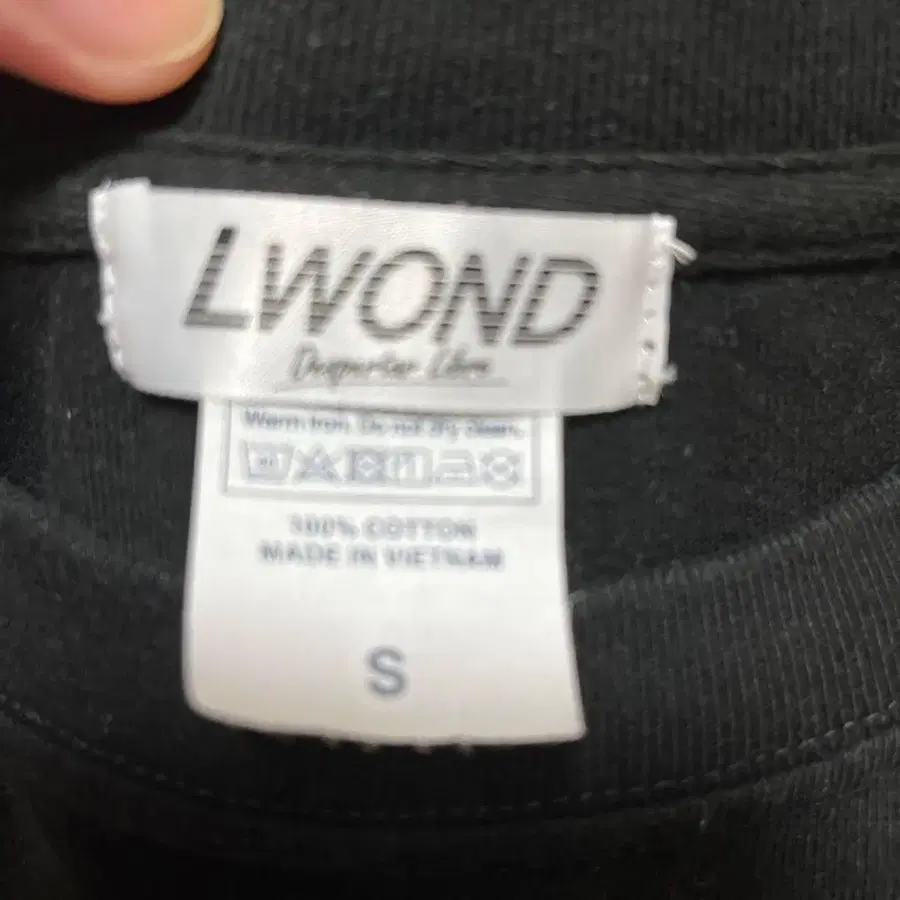 LWOND
Warm Iron. Do not dry clean.
100% COTTON
MADE IN VIETNAM
S